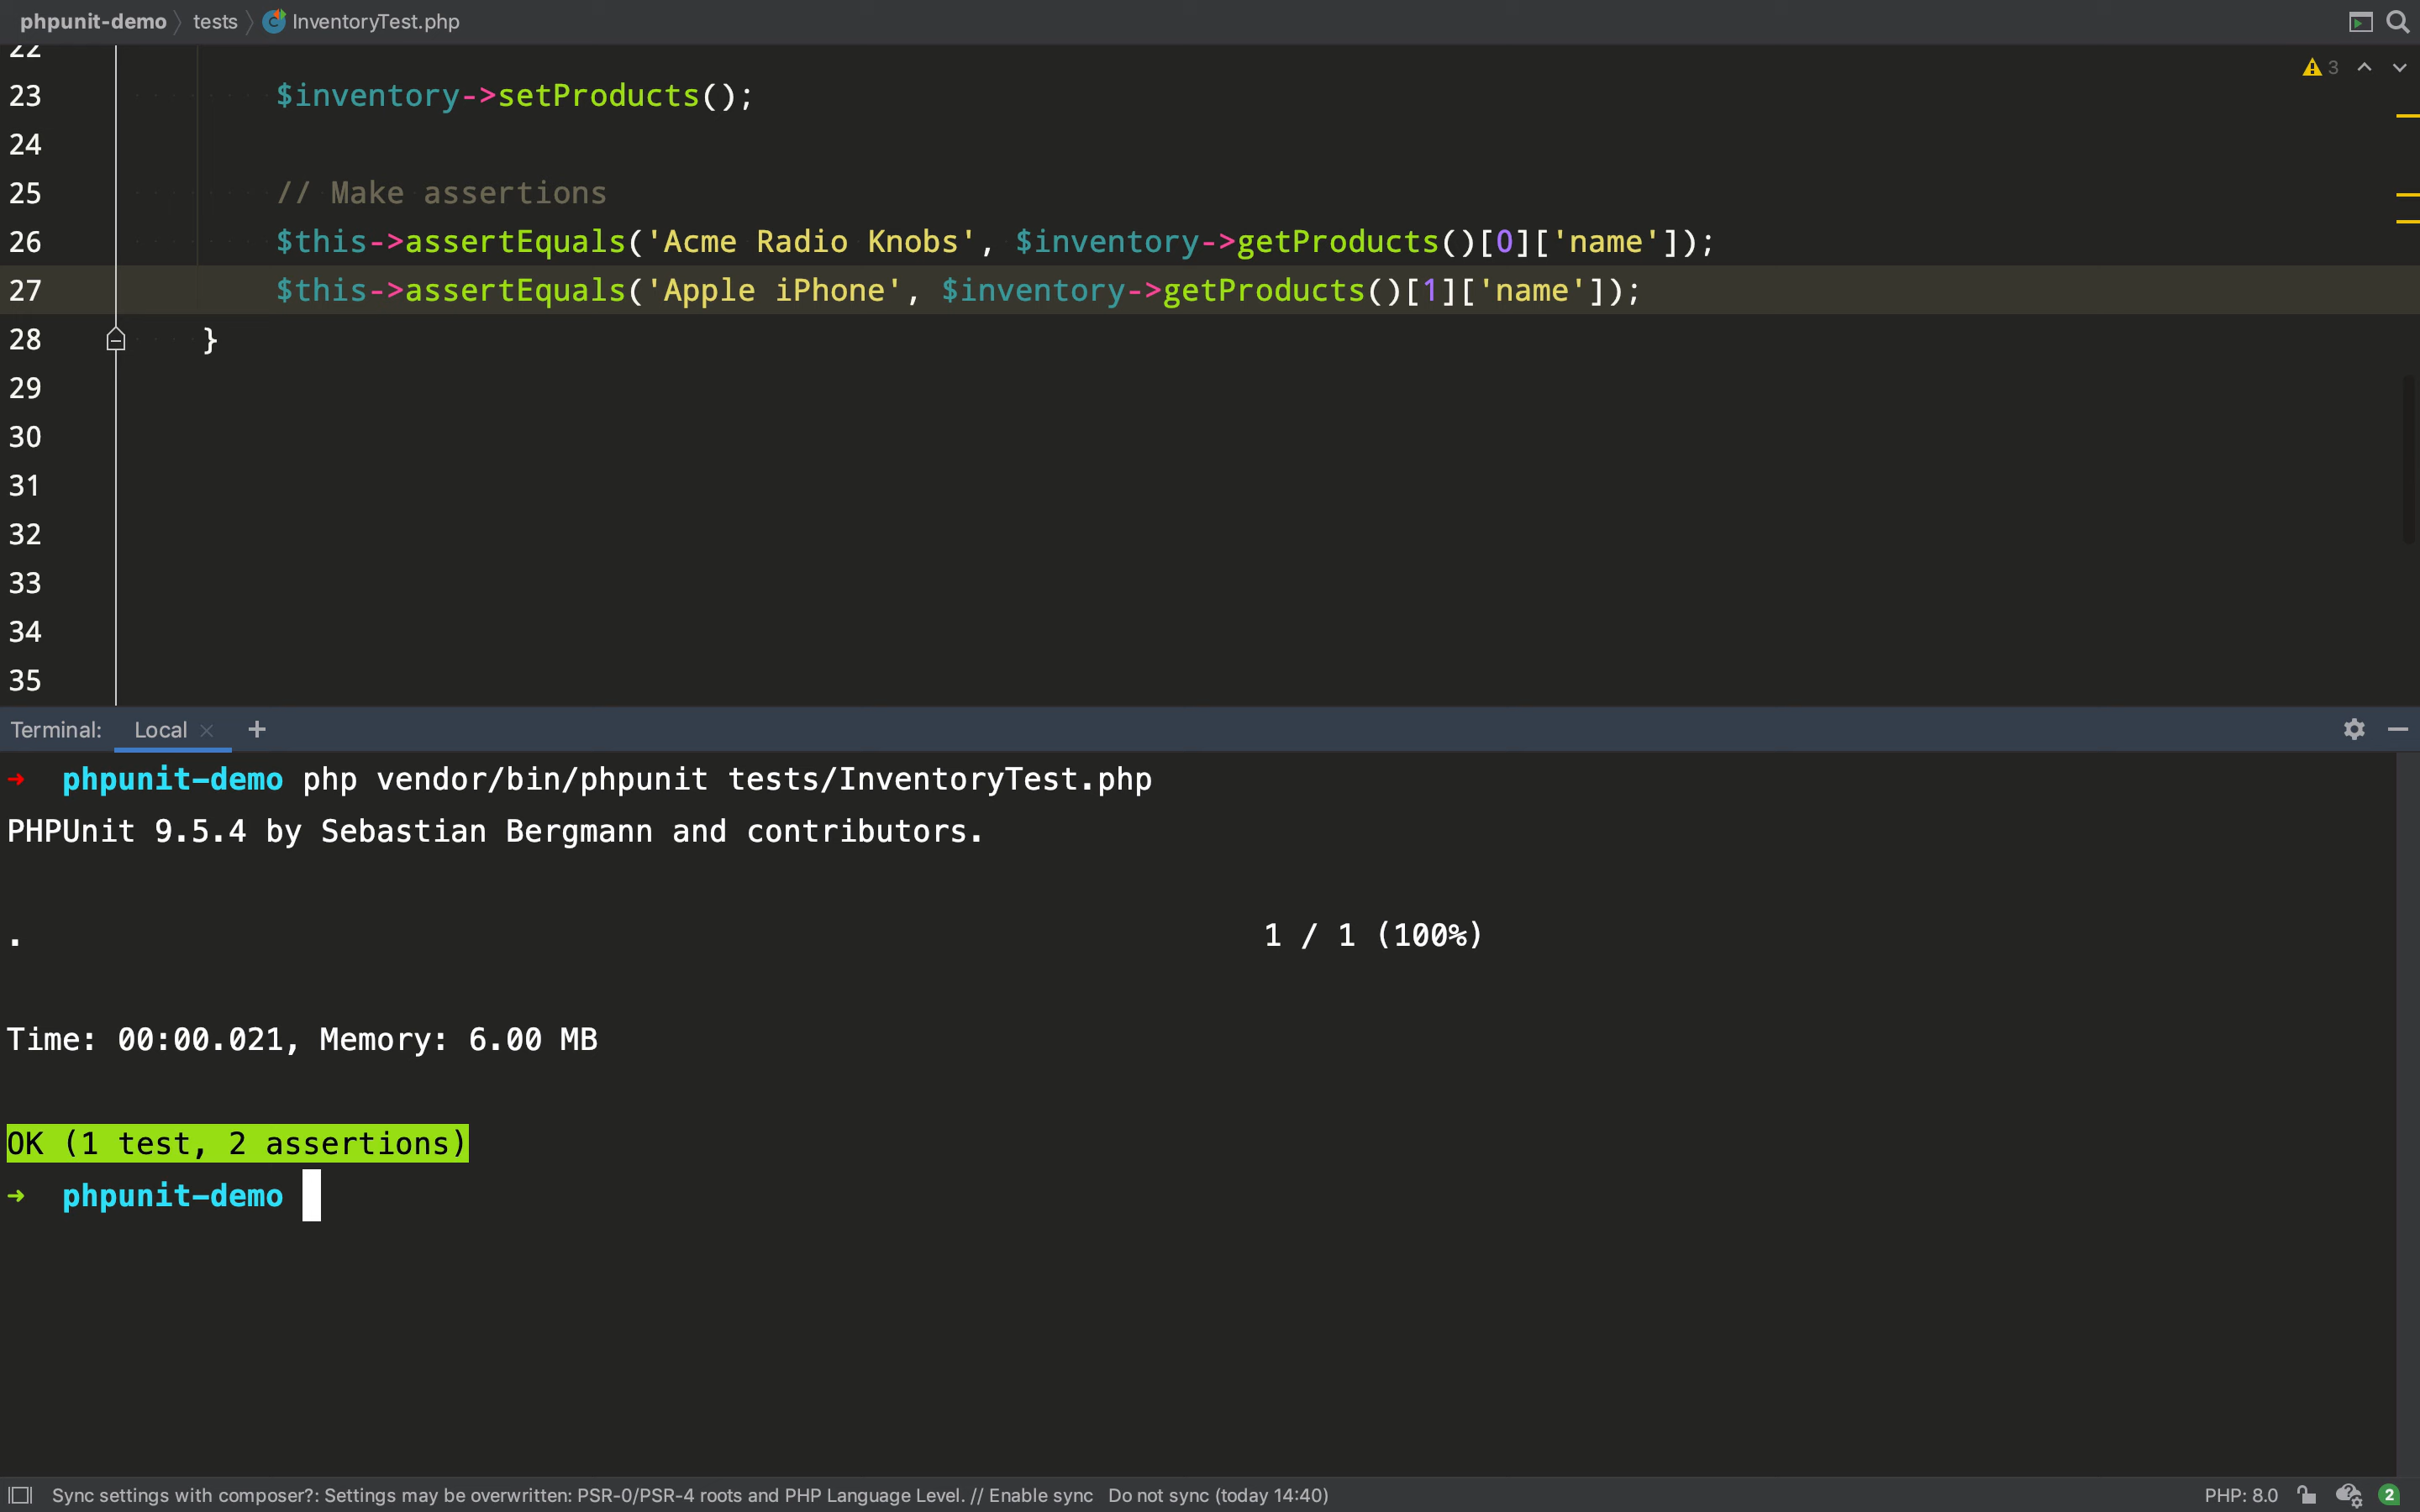 phpunit-demo tests InventoryTest.php
22
3
23 $inventory->setProducts();
24
25 // Make assertions
26 $this->assertEquals('Acme Radio Knobs', $inventory->getProducts()[0]['name']);
27 $this->assertEquals('Apple iPhone', $inventory->getProducts()[1]['name']);
28 }
29
30
31
32
33
34
35
Terminal: Local × +
➜ phpunit-demo php vendor/bin/phpunit tests/InventoryTest.php
PHPUnit 9.5.4 by Sebastian Bergmann and contributors.
. 1 / 1 (100%)
Time: 00:00.021, Memory: 6.00 MB
OK (1 test, 2 assertions)
➜ phpunit-demo
Sync settings with composer?: Settings may be overwritten: PSR-0/PSR-4 roots and PHP Language Level. // Enable sync Do not sync (today 14:40) PHP: 8.0 2